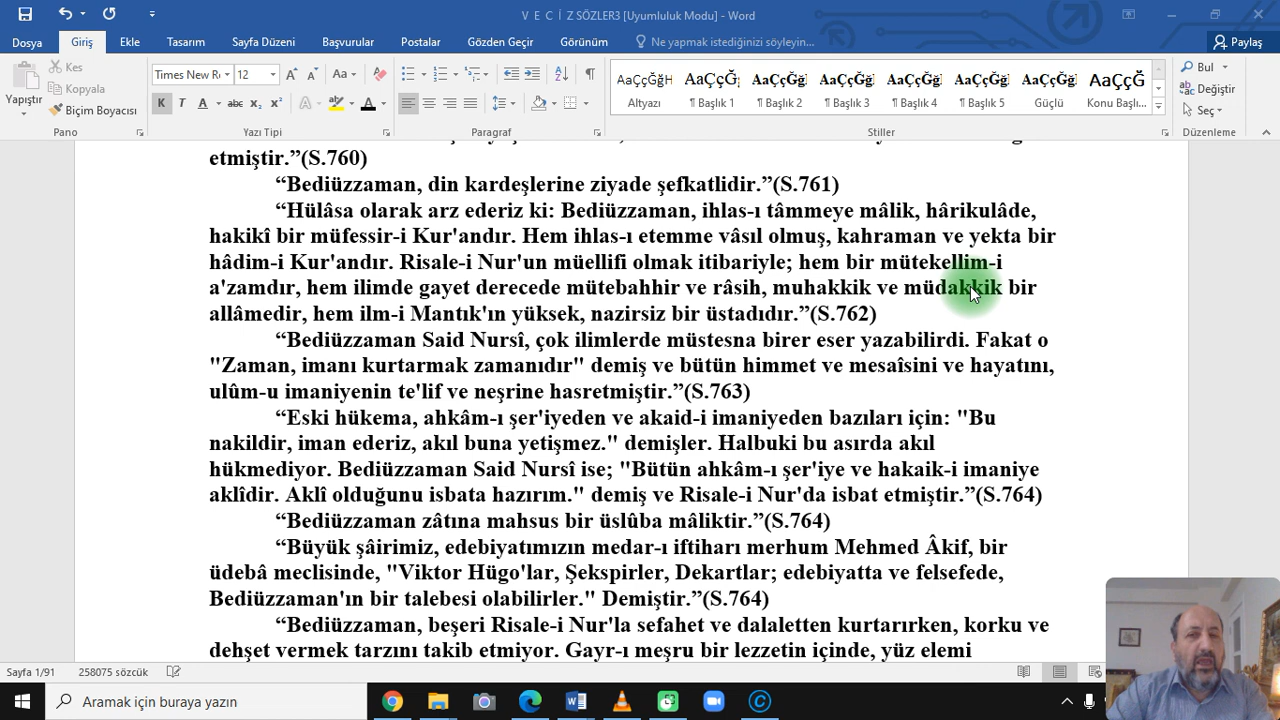 V E C İ Z SÖZLER3 [Uyumluluk Modu] - Word
Dosya Giriş Ekle Tasarım Sayfa Düzeni Başvurular Postalar Gözden Geçir Görünüm Ne yapmak istediğinizi söyleyin... Paylaş
Yapıştır Kes Kopyala Biçim Boyacısı
Times New Ro 12
AaÇçĞğH AaÇçĞ AaÇçĞğ AaÇçĞğ AaÇçĞğ AaÇçĞğ AaÇçĞğ AaÇçĞ
Altyazı ¶ Başlık 1 ¶ Başlık 2 ¶ Başlık 3 ¶ Başlık 4 ¶ Başlık 5 Güçlü Konu Başlı...
Bul Değiştir Seç
Pano Yazı Tipi Paragraf Stiller Düzenleme
etmiştir.”(S.760)
“Bediüzzaman, din kardeşlerine ziyade şefkatlidir.”(S.761)
“Hülâsa olarak arz ederiz ki: Bediüzzaman, ihlas-ı tâmmeye mâlik, hârikulâde,
hakikî bir müfessir-i Kur'andır. Hem ihlas-ı etemme vâsıl olmuş, kahraman ve yekta bir
hâdim-i Kur'andır. Risale-i Nur'un müellifi olmak itibariyle; hem bir mütekellim-i
a'zamdır, hem ilimde gayet derecede mütebahhir ve râsih, muhakkik ve müdakkik bir
allâmedir, hem ilm-i Mantık'ın yüksek, nazirsiz bir üstadıdır.”(S.762)
“Bediüzzaman Said Nursî, çok ilimlerde müstesna birer eser yazabilirdi. Fakat o
"Zaman, imanı kurtarmak zamanıdır" demiş ve bütün himmet ve mesaîsini ve hayatını,
ulûm-u imaniyenin te'lif ve neşrine hasretmiştir.”(S.763)
“Eski hükema, ahkâm-ı şer'iyeden ve akaid-i imaniyeden bazıları için: "Bu
nakildir, iman ederiz, akıl buna yetişmez." demişler. Halbuki bu asırda akıl
hükmediyor. Bediüzzaman Said Nursî ise; "Bütün ahkâm-ı şer'iye ve hakaik-i imaniye
aklîdir. Aklî olduğunu isbata hazırım." demiş ve Risale-i Nur'da isbat etmiştir.”(S.764)
“Bediüzzaman zâtına mahsus bir üslûba mâliktir.”(S.764)
“Büyük şâirimiz, edebiyatımızın medar-ı iftiharı merhum Mehmed Âkif, bir
üdebâ meclisinde, "Viktor Hügo'lar, Şekspirler, Dekartlar; edebiyatta ve felsefede,
Bediüzzaman'ın bir talebesi olabilirler." Demiştir.”(S.764)
“Bediüzzaman, beşeri Risale-i Nur'la sefahet ve dalaletten kurtarırken, korku ve
dehşet vermek tarzını takib etmiyor. Gayr-ı meşru bir lezzetin içinde, yüz elemi
Sayfa 1/91 258075 sözcük
Aramak için buraya yazın